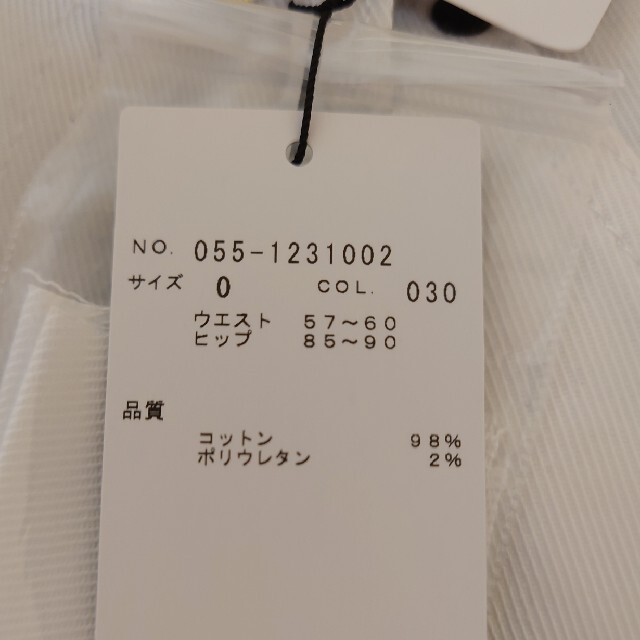 NO. 055-1231002
サイズ 0 COL. 030
ウエスト 57〜60
ヒップ 85〜90
品質
コットン 98%
ポリウレタン 2%